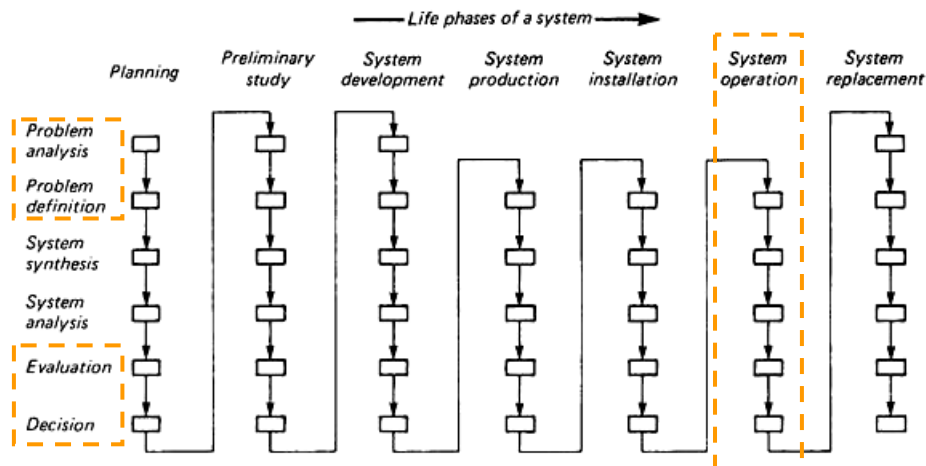 Life phases of a system
Planning
Preliminary
study
System
development
System
production
System
installation
System
operation
System
replacement
Problem
analysis
Problem
definition
System
synthesis
System
analysis
Evaluation
Decision